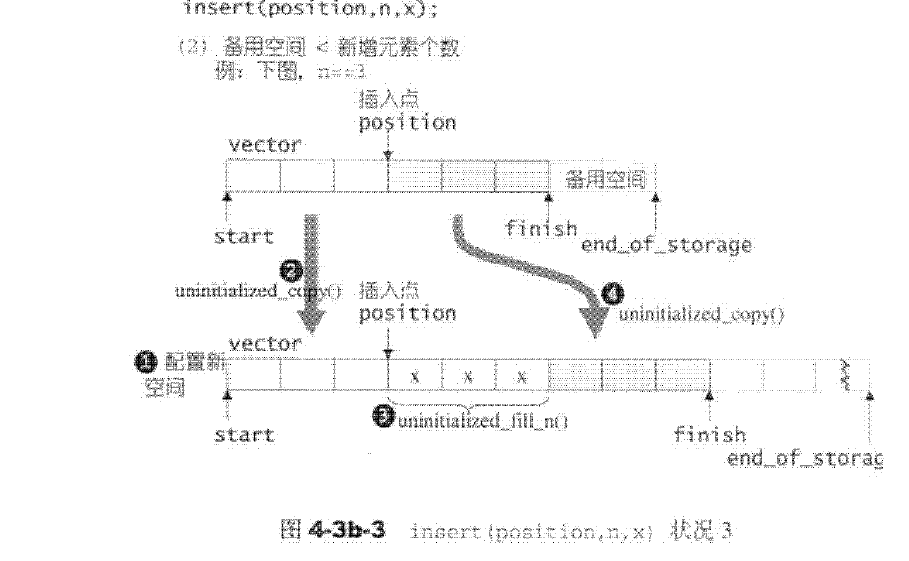 insert(position,n,x);
(2) 备用空间 < 新增元素个数
例：下图，n==3
插入点
position
vector
备用空间
start
finish
end_of_storage
❷
uninitialized_copy()
插入点
position
❹
uninitialized_copy()
vector
❶ 配置新
空间
x x x
❸ uninitialized_fill_n()
start
finish
end_of_storag
图 4-3b-3 insert(position,n,x) 状况 3